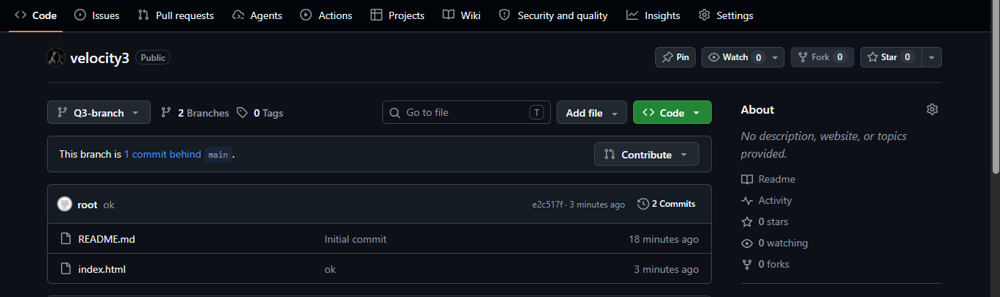 Code Issues Pull requests Agents Actions Projects Wiki Security and quality Insights Settings
velocity3 Public Pin Watch 0 Fork 0 Star 0
Q3-branch 2 Branches 0 Tags Go to file T Add file Code
This branch is 1 commit behind main .
Contribute
root ok e2c517f · 3 minutes ago 2 Commits
README.md Initial commit 18 minutes ago
index.html ok 3 minutes ago
About
No description, website, or topics
provided.
Readme
Activity
0 stars
0 watching
0 forks